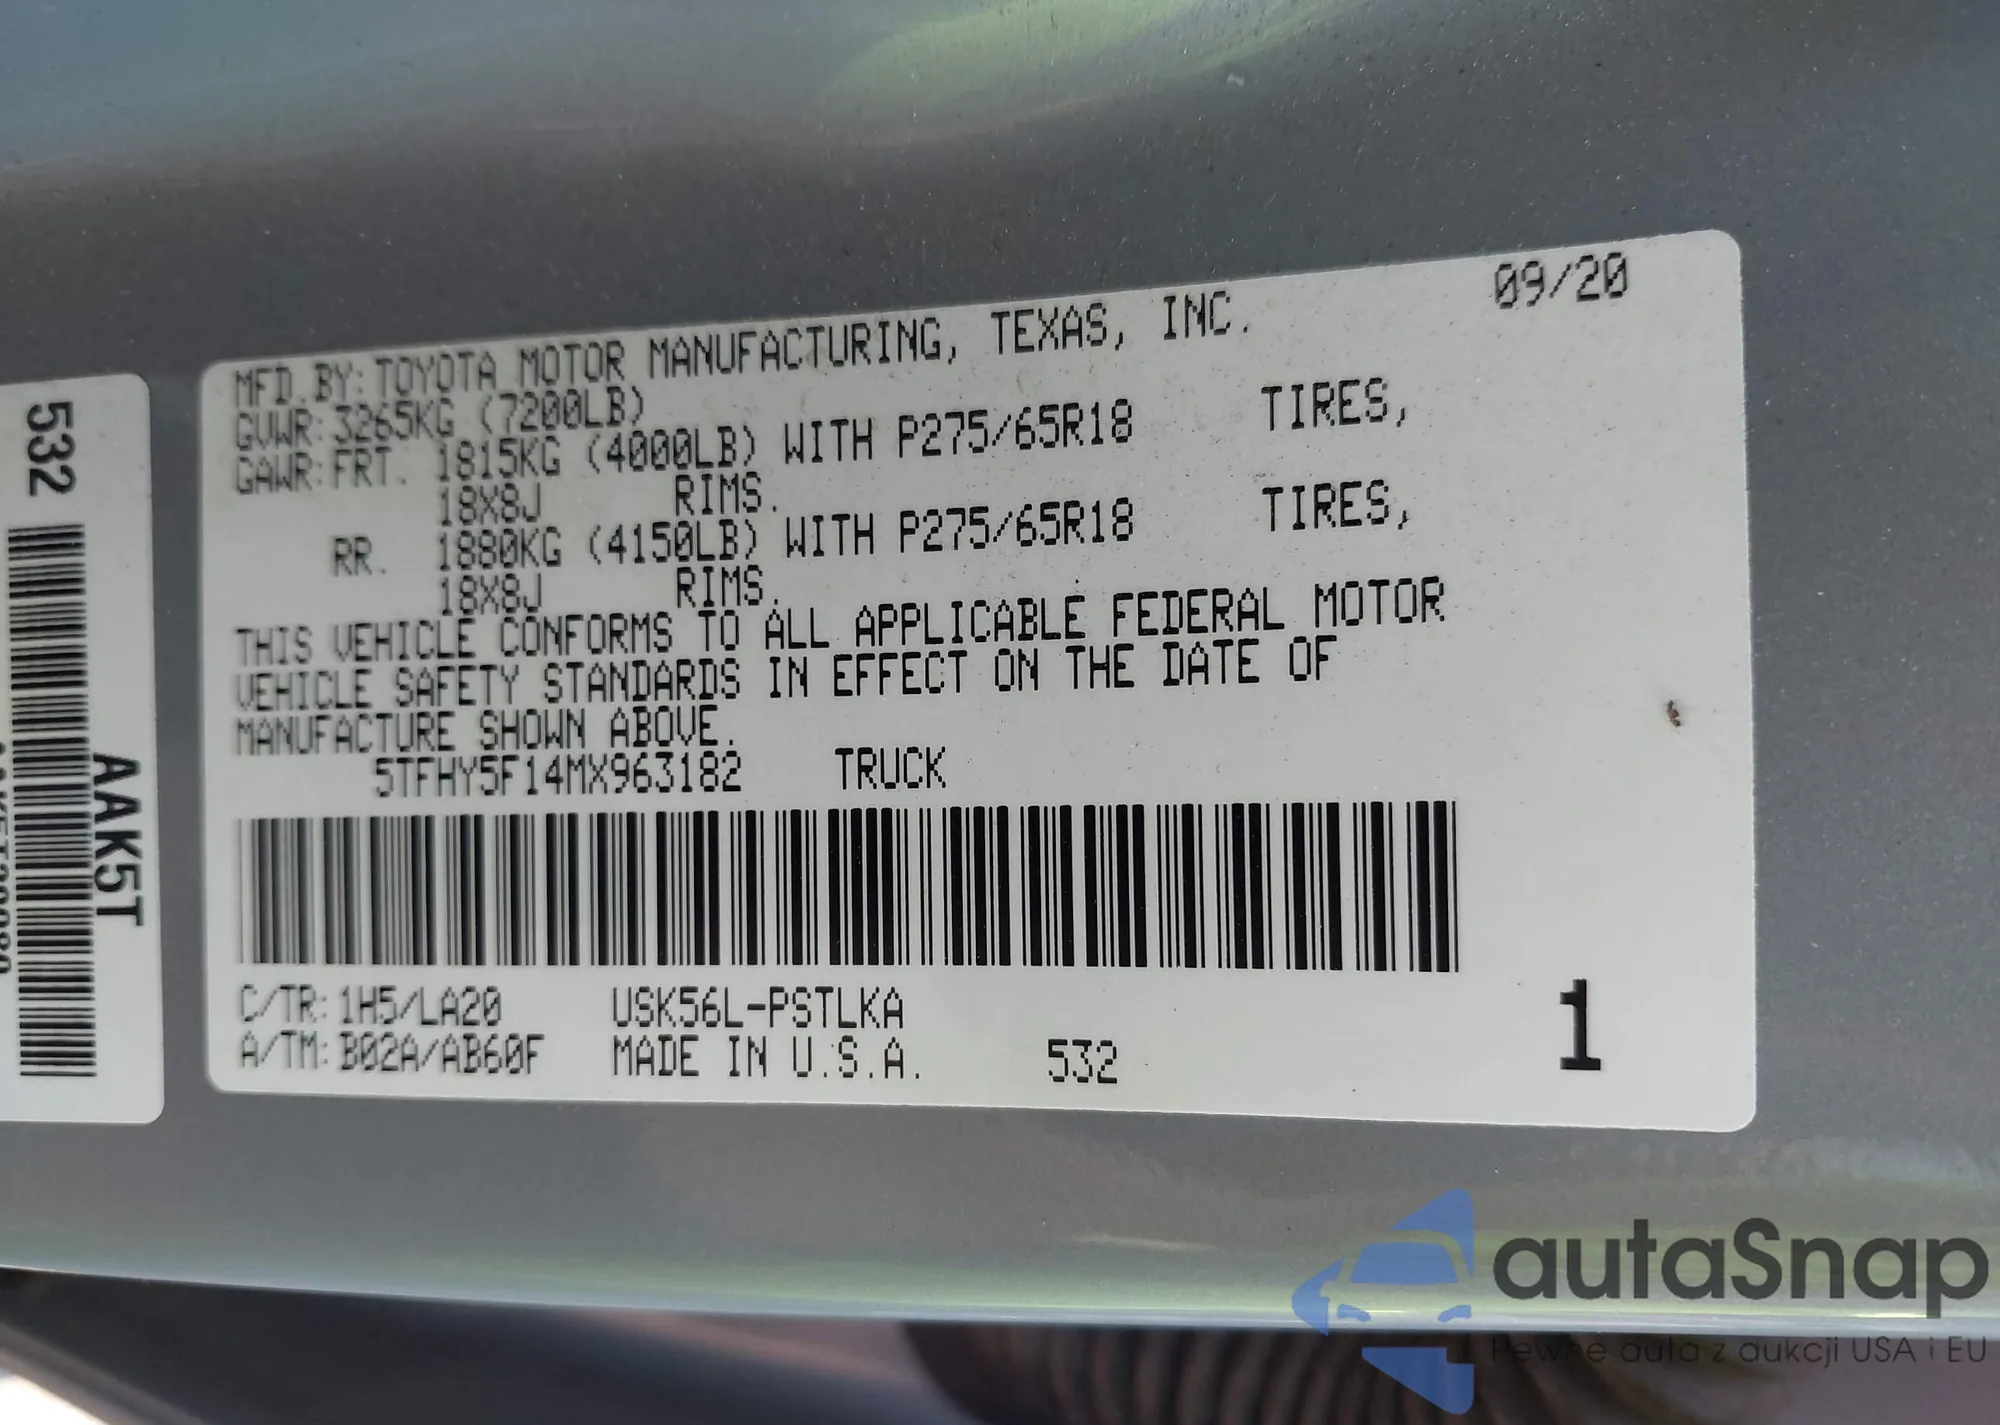 532
AAK5T
09/20
MFD.BY:TOYOTA MOTOR MANUFACTURING, TEXAS, INC.
GVWR:3265KG (7200LB)
GAWR:FRT. 1815KG (4000LB) WITH P275/65R18 TIRES,
18X8J RIMS.
RR. 1880KG (4150LB) WITH P275/65R18 TIRES,
18X8J RIMS.
THIS VEHICLE CONFORMS TO ALL APPLICABLE FEDERAL MOTOR
VEHICLE SAFETY STANDARDS IN EFFECT ON THE DATE OF
MANUFACTURE SHOWN ABOVE.
5TFHY5F14MX963182 TRUCK
C/TR:1H5/LA20 USK56L-PSTLKA
A/TM:B02A/AB60F MADE IN U.S.A. 532
1
autaSnap
Pewne auta z aukcji USA i EU